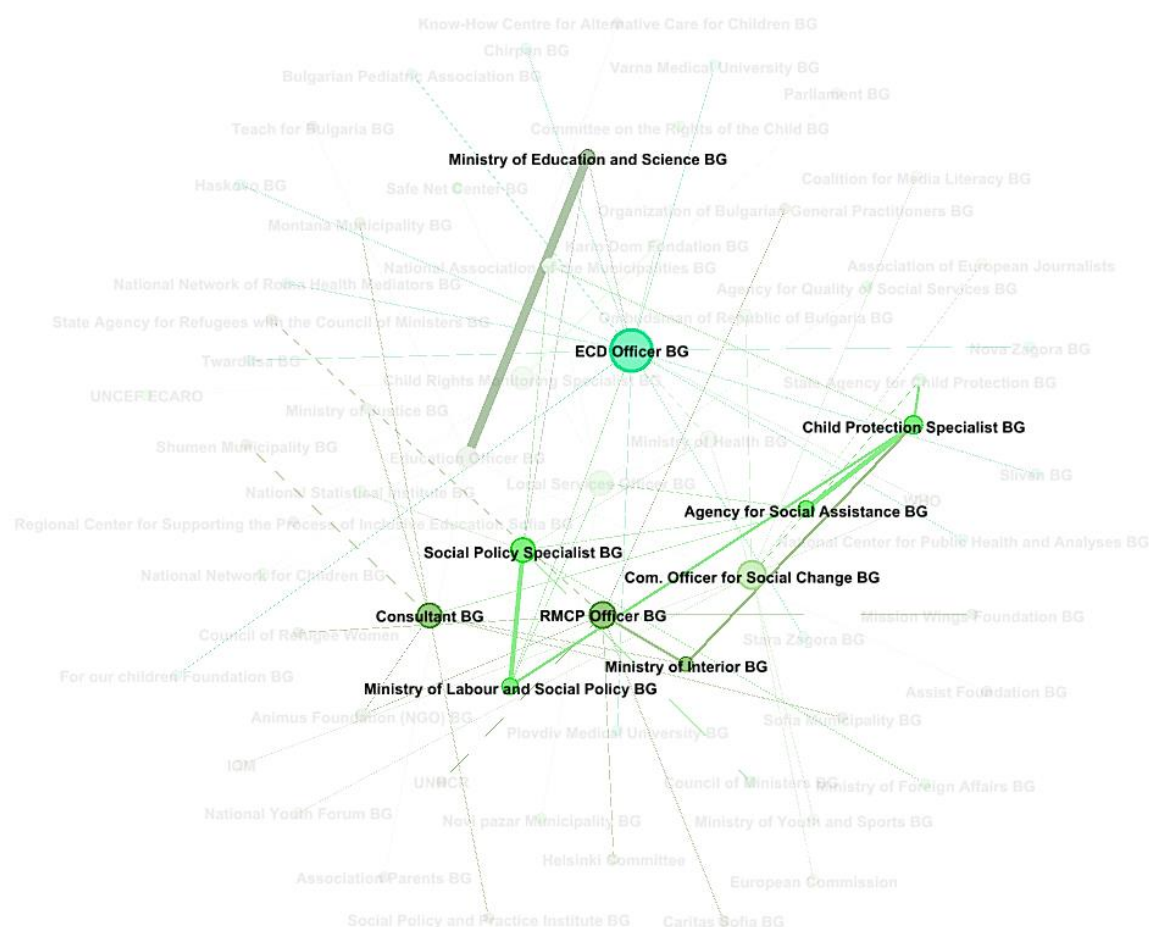 Know-How Centre for Alternative Care for Children BG
Chirpan BG
Varna Medical University BG
Bulgarian Pediatric Association BG
Parliament BG
Teach for Bulgaria BG
Committee on the Rights of the Child BG
Ministry of Education and Science BG
Coalition for Media Literacy BG
Haskovo BG
Safe Net Center BG
Organization of Bulgarian General Practitioners BG
Montana Municipality BG
Karin Dom Fondation BG
National Association of the Municipalities BG
Association of European Journalists
National Network of Roma Health Mediators BG
Agency for Quality of Social Services BG
State Agency for Refugees with the Council of Ministers BG
Ombudsman of Republic of Bulgaria BG
ECD Officer BG
Nova Zagora BG
Twarditsa BG
Child Rights Monitoring Specialist BG
State Agency for Child Protection BG
UNCEF ECARO
Ministry of Justice BG
Child Protection Specialist BG
Shumen Municipality BG
Ministry of Health BG
Education Officer BG
Sliven BG
National Statistical Institute BG
Local Services Officer BG
WHO
Agency for Social Assistance BG
Regional Center for Supporting the Process of Inclusive Education Sofia BG
National Center for Public Health and Analyses BG
Social Policy Specialist BG
National Network for Children BG
Com. Officer for Social Change BG
Consultant BG
RMCP Officer BG
Mission Wings Foundation BG
Council of Refugee Women
Stara Zagora BG
Ministry of Interior BG
For our children Foundation BG
Ministry of Labour and Social Policy BG
Assist Foundation BG
Animus Foundation (NGO) BG
Sofia Municipality BG
Plovdiv Medical University BG
IOM
UNHCR
Council of Ministers BG
Ministry of Foreign Affairs BG
National Youth Forum BG
Novi pazar Municipality BG
Ministry of Youth and Sports BG
Helsinki Committee
Association Parents BG
European Commission
Social Policy and Practice Institute BG
Caritas Sofia BG